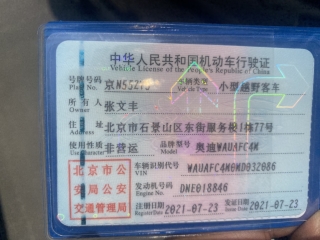 中华人民共和国机动车行驶证
Vehicle License of the People's Republic of China
号牌号码 车辆类型 小型越野客车
Plate No. Vehicle Type
所有人 张文丰
Owner
住址 北京市石景山区东街服务楼1栋77号
Address
使用性质 非营运 品牌型号 奥迪WAUAFC4M
Use Character Model
北京市公安局公安交通管理局
车辆识别代号
VIN
发动机号码 DNE018846
Engine No.
注册日期 2021-07-23 发证日期 2021-07-23
Register Date Issue Date